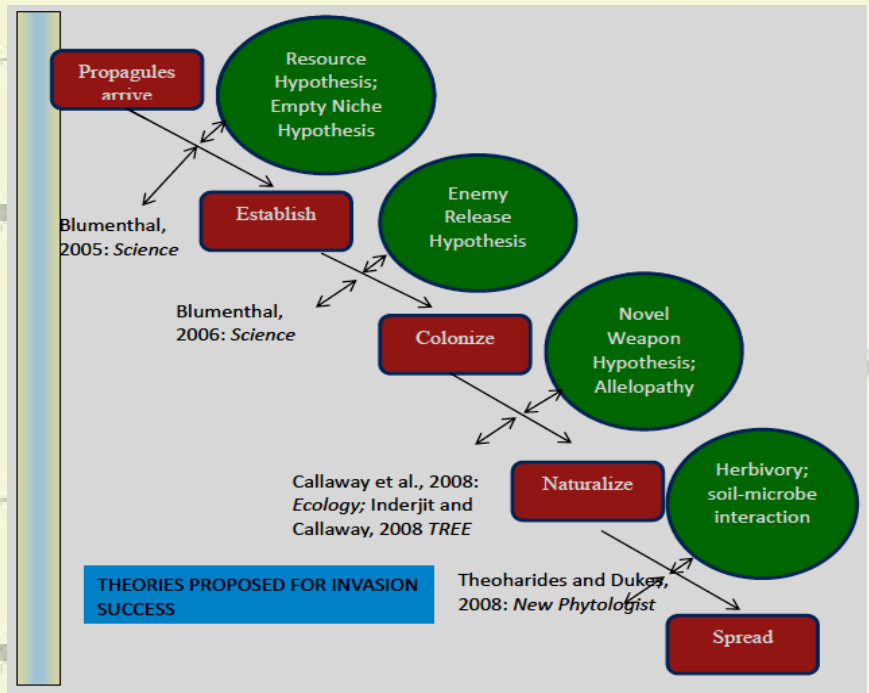 Propagules
arrive
Resource
Hypothesis;
Empty Niche
Hypothesis
Blumenthal,
2005: Science
Establish
Enemy
Release
Hypothesis
Blumenthal,
2006: Science
Colonize
Novel
Weapon
Hypothesis;
Allelopathy
Callaway et al., 2008:
Ecology; Inderjit and
Callaway, 2008 TREE
Naturalize
Herbivory;
soil-microbe
interaction
THEORIES PROPOSED FOR INVASION
SUCCESS
Theoharides and Dukes,
2008: New Phytologist
Spread